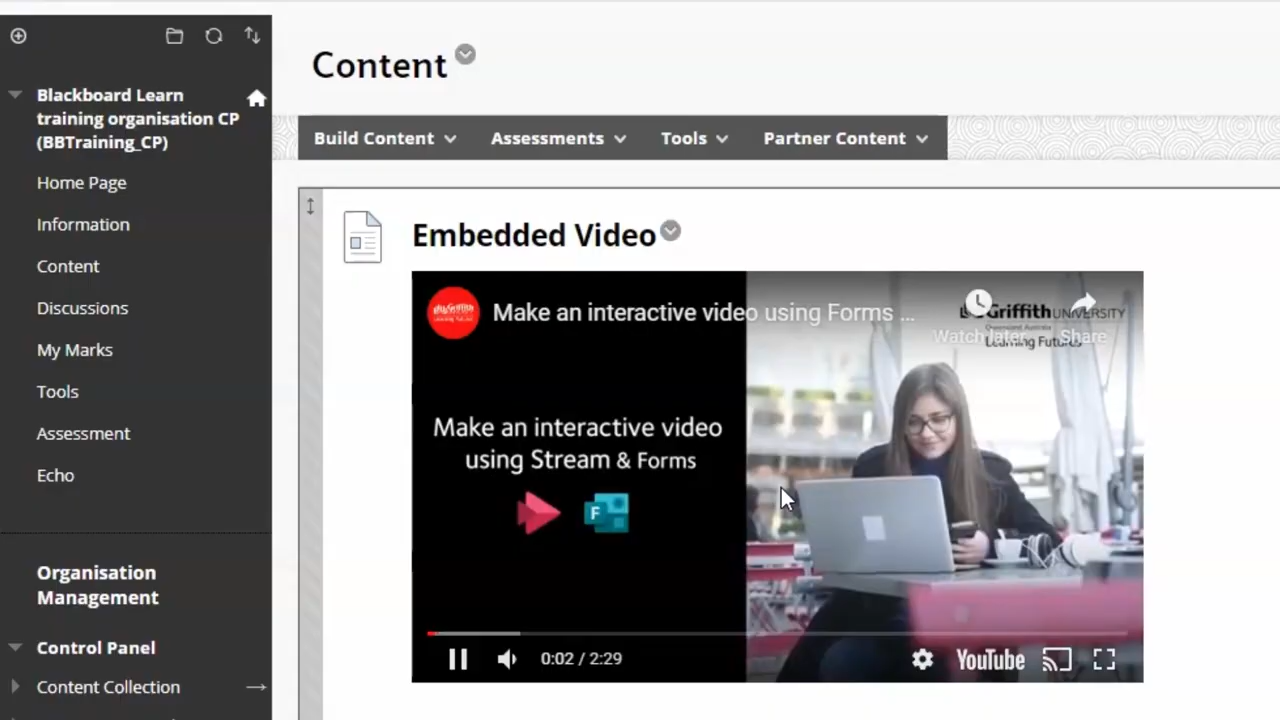 Content
Blackboard Learn
training organisation CP
(BBTraining_CP)
Home Page
Information
Content
Discussions
My Marks
Tools
Assessment
Echo
Organisation
Management
Control Panel
Content Collection
Build Content
Assessments
Tools
Partner Content
Embedded Video
Make an interactive video using Forms ...
Griffith UNIVERSITY
Queensland, Australia
Learning Futures
Watch later
Share
Make an interactive video
using Stream & Forms
F
0:02 / 2:29
YouTube